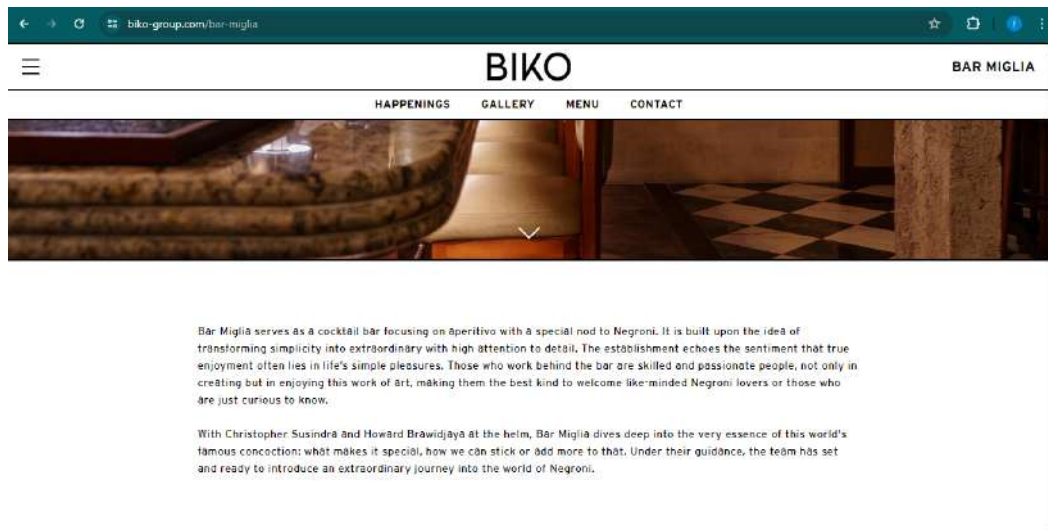 biko-group.com/bar-miglia
BIKO
BAR MIGLIA
HAPPENINGS GALLERY MENU CONTACT
Bar Miglia serves as a cocktail bar focusing on aperitivo with a special nod to Negroni. It is built upon the idea of
transforming simplicity into extraordinary with high attention to detail. The establishment echoes the sentiment that true
enjoyment often lies in life's simple pleasures. Those who work behind the bar are skilled and passionate people, not only in
creating but in enjoying this work of art, making them the best kind to welcome like-minded Negroni lovers or those who
are just curious to know.
With Christopher Susindra and Howard Brawidjaya at the helm, Bar Miglia dives deep into the very essence of this world's
famous concoction: what makes it special, how we can stick or add more to that. Under their guidance, the team has set
and ready to introduce an extraordinary journey into the world of Negroni.